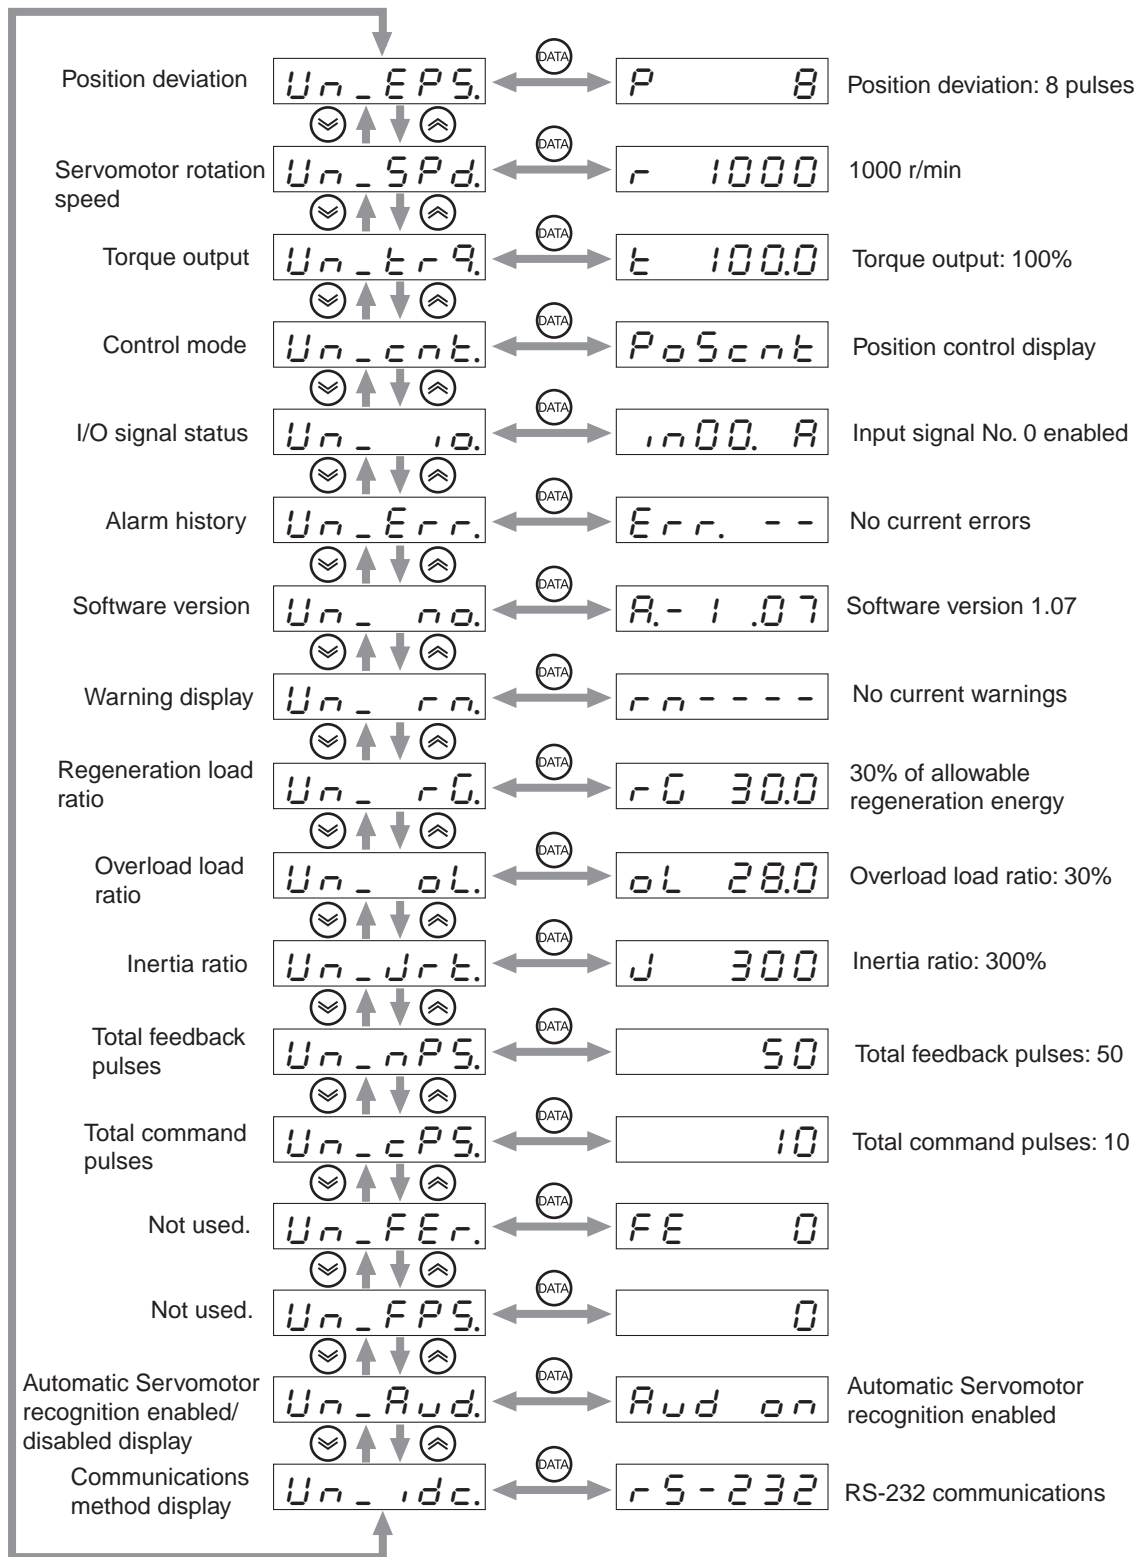 Position deviation
Un_EPS.
DATA
P 8
Position deviation: 8 pulses
Servomotor rotation
speed
Un_SPd.
DATA
r 1000
1000 r/min
Torque output
Un_trq.
DATA
t 100.0
Torque output: 100%
Control mode
Un_cnt.
DATA
PoScnt
Position control display
I/O signal status
Un_ io.
DATA
in00. A
Input signal No. 0 enabled
Alarm history
Un_Err.
DATA
Err. --
No current errors
Software version
Un_ no.
DATA
A.- 1 .07
Software version 1.07
Warning display
Un_ rn.
DATA
rn----
No current warnings
Regeneration load
ratio
Un_ rG.
DATA
rG 30.0
30% of allowable
regeneration energy
Overload load
ratio
Un_ oL.
DATA
oL 28.0
Overload load ratio: 30%
Inertia ratio
Un_Jrt.
DATA
J 300
Inertia ratio: 300%
Total feedback
pulses
Un_nPS.
DATA
50
Total feedback pulses: 50
Total command
pulses
Un_cPS.
DATA
10
Total command pulses: 10
Not used.
Un_FEr.
DATA
FE 0
Not used.
Un_FPS.
DATA
0
Automatic Servomotor
recognition enabled/
disabled display
Un_Aud.
DATA
Aud on
Automatic Servomotor
recognition enabled
Communications
method display
Un_ idc.
DATA
rS-232
RS-232 communications